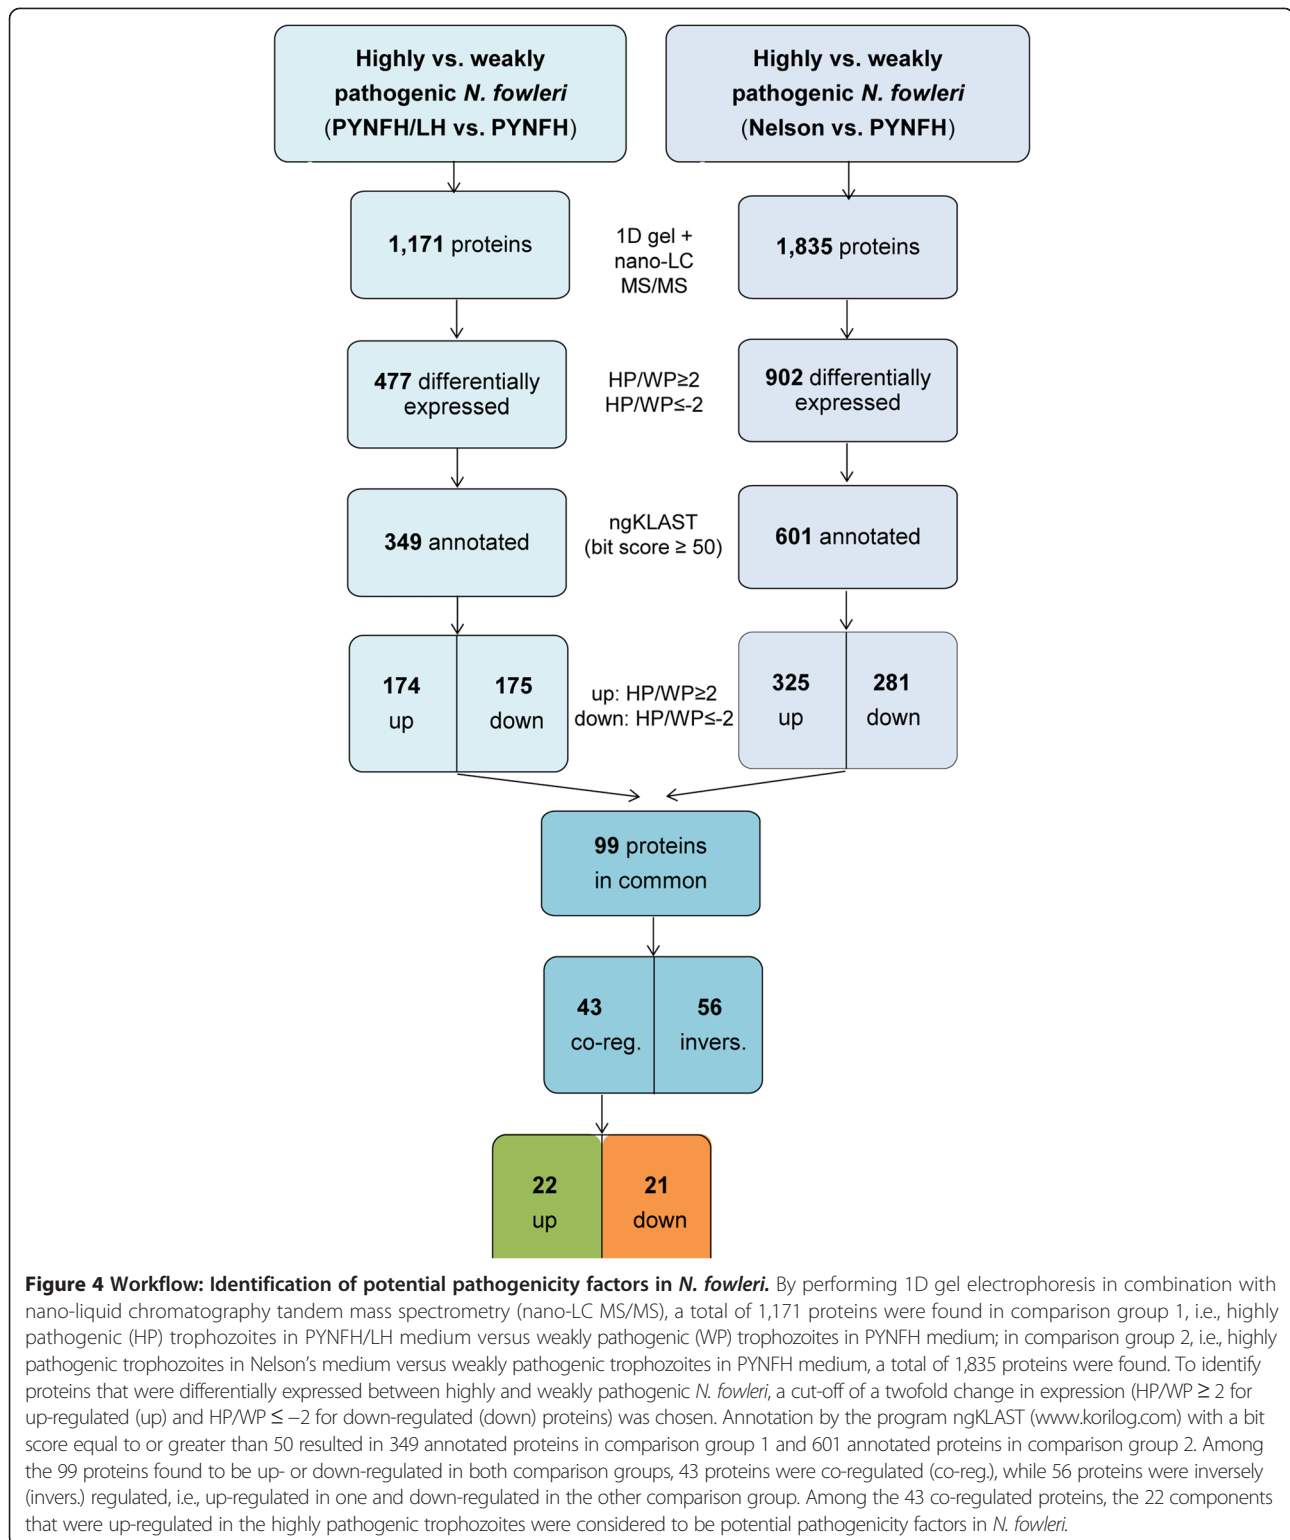 Highly vs. weakly
pathogenic N. fowleri
(PYNFH/LH vs. PYNFH)
Highly vs. weakly
pathogenic N. fowleri
(Nelson vs. PYNFH)
1,171 proteins
1D gel +
nano-LC
MS/MS
1,835 proteins
477 differentially
expressed
HP/WP≥2
HP/WP≤-2
902 differentially
expressed
349 annotated
ngKLAST
(bit score ≥ 50)
601 annotated
174
up
175
down
up: HP/WP≥2
down: HP/WP≤-2
325
up
281
down
99 proteins
in common
43
co-reg.
56
invers.
22
up
21
down
Figure 4 Workflow: Identification of potential pathogenicity factors in N. fowleri. By performing 1D gel electrophoresis in combination with
nano-liquid chromatography tandem mass spectrometry (nano-LC MS/MS), a total of 1,171 proteins were found in comparison group 1, i.e., highly
pathogenic (HP) trophozoites in PYNFH/LH medium versus weakly pathogenic (WP) trophozoites in PYNFH medium; in comparison group 2, i.e., highly
pathogenic trophozoites in Nelson's medium versus weakly pathogenic trophozoites in PYNFH medium, a total of 1,835 proteins were found. To identify
proteins that were differentially expressed between highly and weakly pathogenic N. fowleri, a cut-off of a twofold change in expression (HP/WP ≥ 2 for
up-regulated (up) and HP/WP ≤ −2 for down-regulated (down) proteins) was chosen. Annotation by the program ngKLAST (www.korilog.com) with a bit
score equal to or greater than 50 resulted in 349 annotated proteins in comparison group 1 and 601 annotated proteins in comparison group 2. Among
the 99 proteins found to be up- or down-regulated in both comparison groups, 43 proteins were co-regulated (co-reg.), while 56 proteins were inversely
(invers.) regulated, i.e., up-regulated in one and down-regulated in the other comparison group. Among the 43 co-regulated proteins, the 22 components
that were up-regulated in the highly pathogenic trophozoites were considered to be potential pathogenicity factors in N. fowleri.